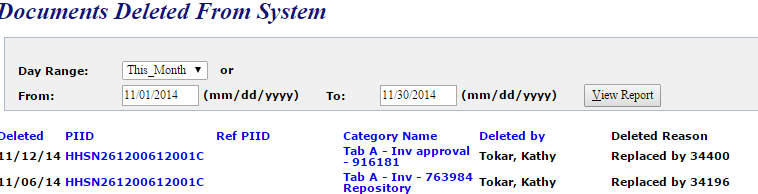 Documents Deleted From System
Day Range: This_Month or
From: 11/01/2014 (mm/dd/yyyy) To: 11/30/2014 (mm/dd/yyyy) View Report
Deleted PIID Ref PIID Category Name Deleted by Deleted Reason
11/12/14 HHSN261200612001C Tab A - Inv approval - 916181 Tokar, Kathy Replaced by 34400
11/06/14 HHSN261200612001C Tab A - Inv - 763984 Repository Tokar, Kathy Replaced by 34196